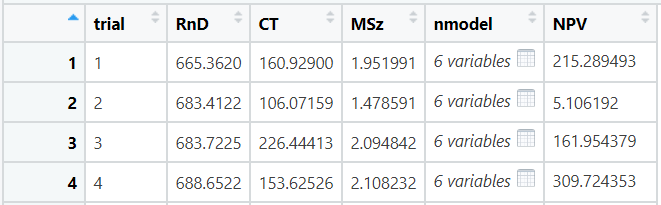 trial RnD CT MSz nmodel NPV
1 1 665.3620 160.92900 1.951991 6 variables 215.289493
2 2 683.4122 106.07159 1.478591 6 variables 5.106192
3 3 683.7225 226.44413 2.094842 6 variables 161.954379
4 4 688.6522 153.62526 2.108232 6 variables 309.724353